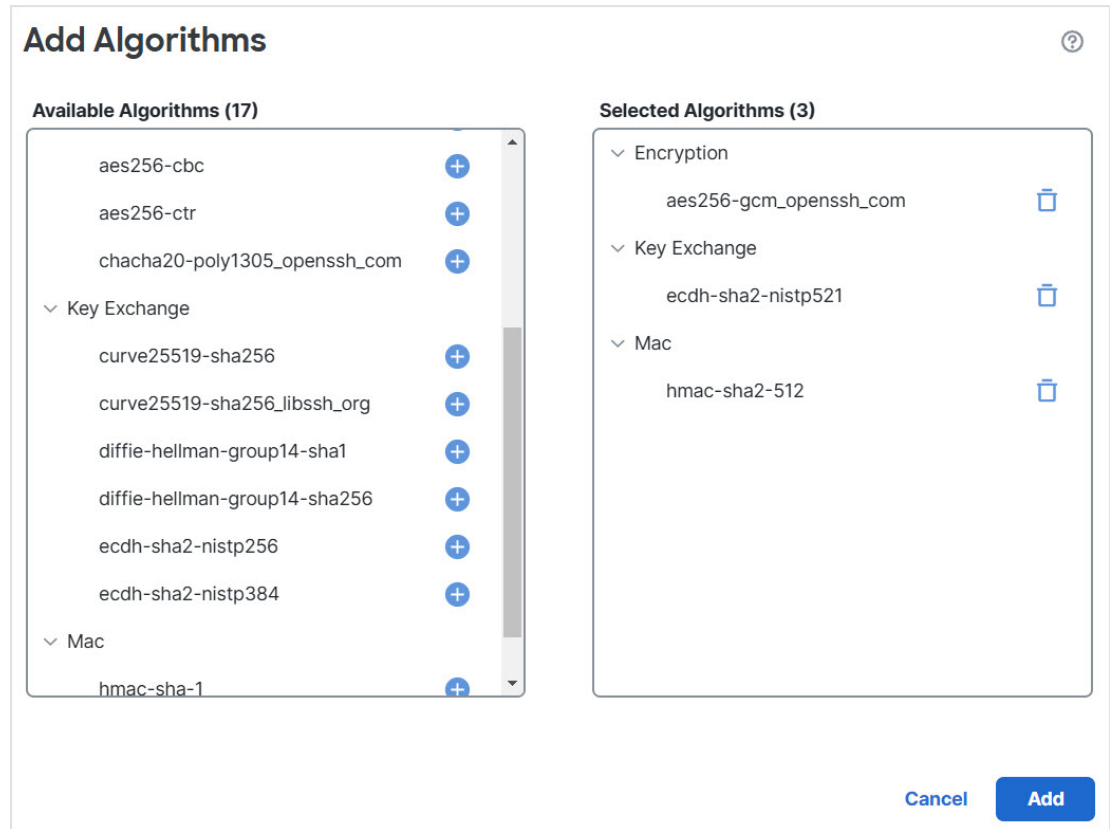 Add Algorithms
Available Algorithms (17)
aes256-cbc
aes256-ctr
chacha20-poly1305_openssh_com
Key Exchange
curve25519-sha256
curve25519-sha256_libssh_org
diffie-hellman-group14-sha1
diffie-hellman-group14-sha256
ecdh-sha2-nistp256
ecdh-sha2-nistp384
Mac
hmac-sha-1
Selected Algorithms (3)
Encryption
aes256-gcm_openssh_com
Key Exchange
ecdh-sha2-nistp521
Mac
hmac-sha2-512
Cancel
Add